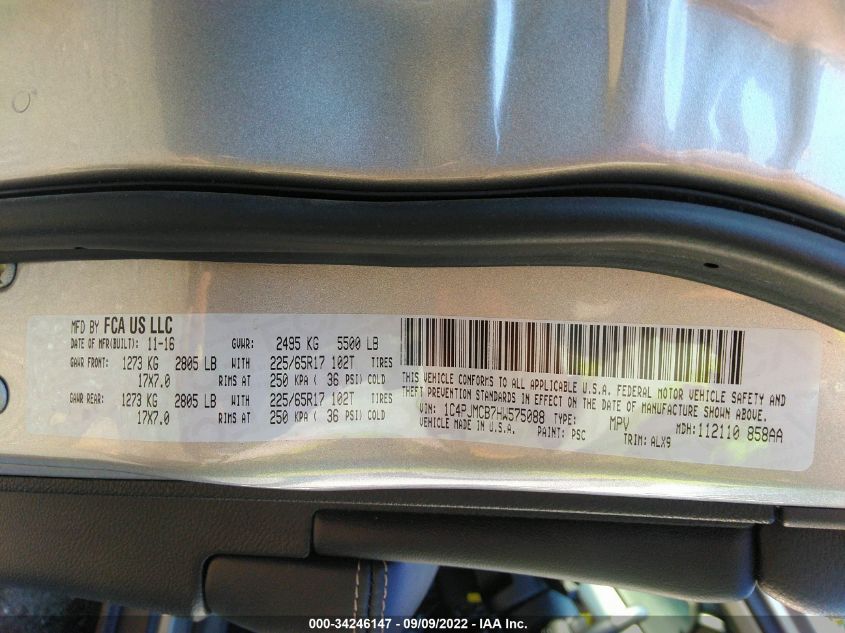 MFD BY FCA US LLC
DATE OF MFR(BUILT): 11-16 GVWR: 2495 KG 5500 LB
GAWR FRONT: 1273 KG 2805 LB WITH 225/65R17 102T TIRES
17X7.0 RIMS AT 250 KPA ( 36 PSI) COLD
GAWR REAR: 1273 KG 2805 LB WITH 225/65R17 102T TIRES
17X7.0 RIMS AT 250 KPA ( 36 PSI) COLD
THIS VEHICLE CONFORMS TO ALL APPLICABLE U.S.A. FEDERAL MOTOR VEHICLE SAFETY AND
THEFT PREVENTION STANDARDS IN EFFECT ON THE DATE OF MANUFACTURE SHOWN ABOVE.
VIN: 1C4PJMCB7HW575088 TYPE: MPV MDH:112110 858AA
MADE IN U.S.A. PAINT: PSC TRIM: ALX9
000-34246147 - 09/09/2022 - www.iaai.com